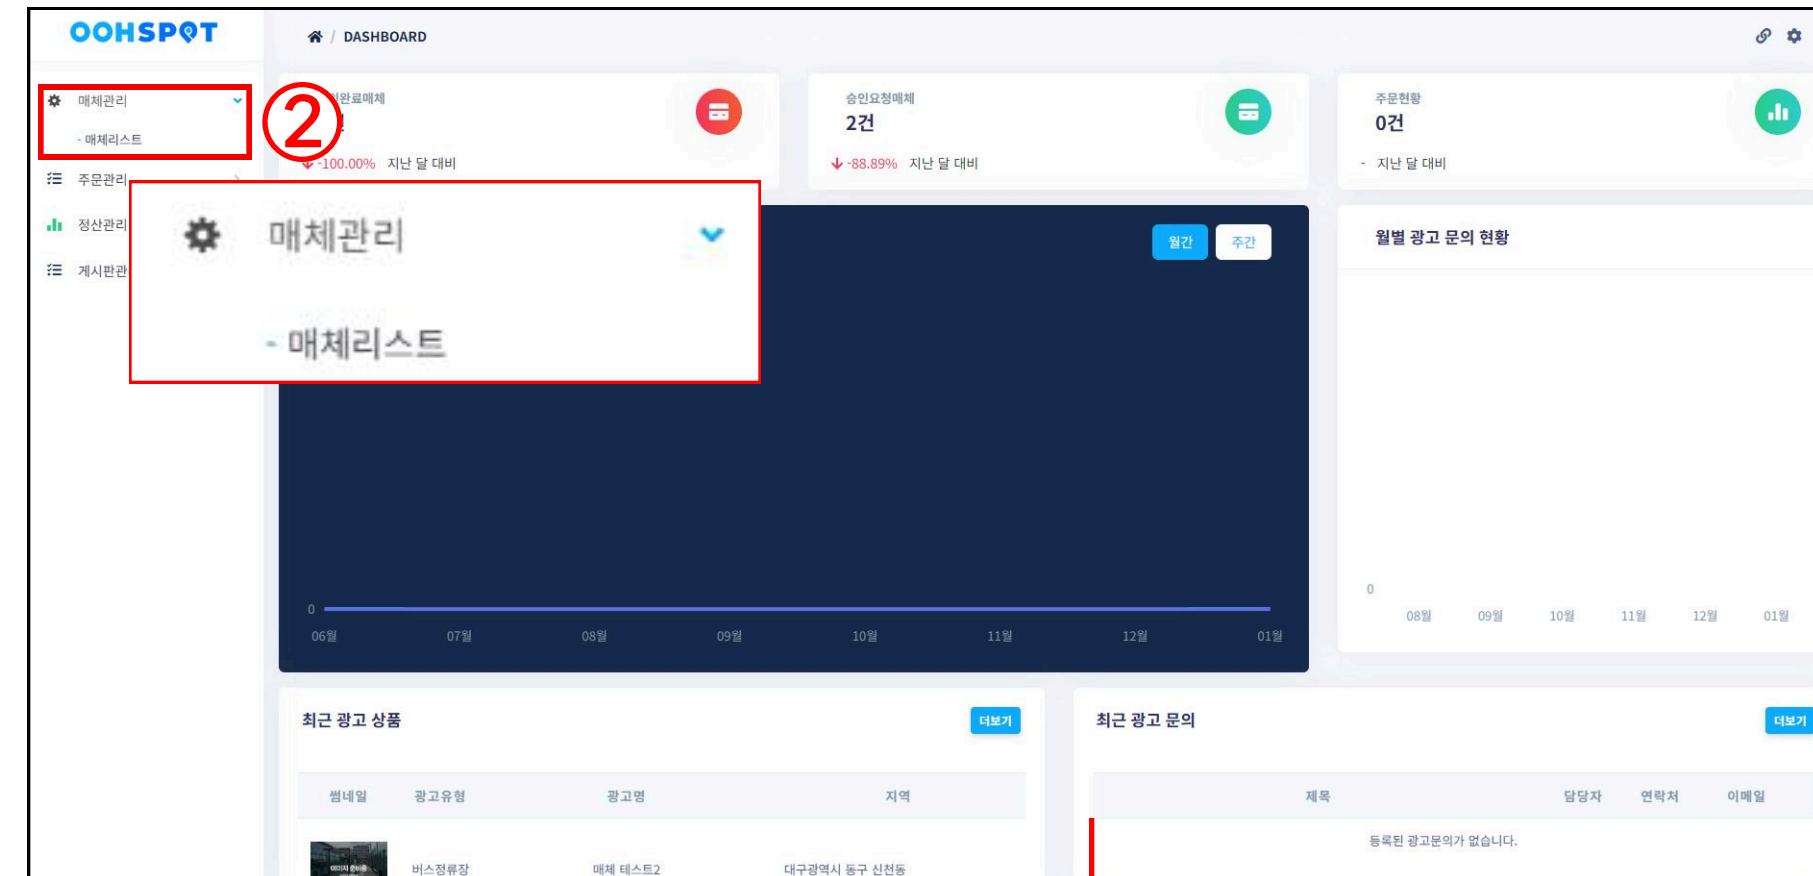 OOHSPOT
/ DASHBOARD
매체관리
- 매체리스트
주문관리
정산관리
게시판관
②
완료매체
-100.00% 지난 달 대비
승인요청매체
2건
-88.89% 지난 달 대비
주문현황
0건
- 지난 달 대비
매체관리
- 매체리스트
월간 주간
0
06월 07월 08월 09월 10월 11월 12월 01월
월별 광고 문의 현황
0
08월 09월 10월 11월 12월 01월
최근 광고 상품 더보기
썸네일 광고유형 광고명 지역
이미지 준비중
버스정류장 매체 테스트2 대구광역시 동구 신천동
최근 광고 문의 더보기
제목 담당자 연락처 이메일
등록된 광고문의가 없습니다.